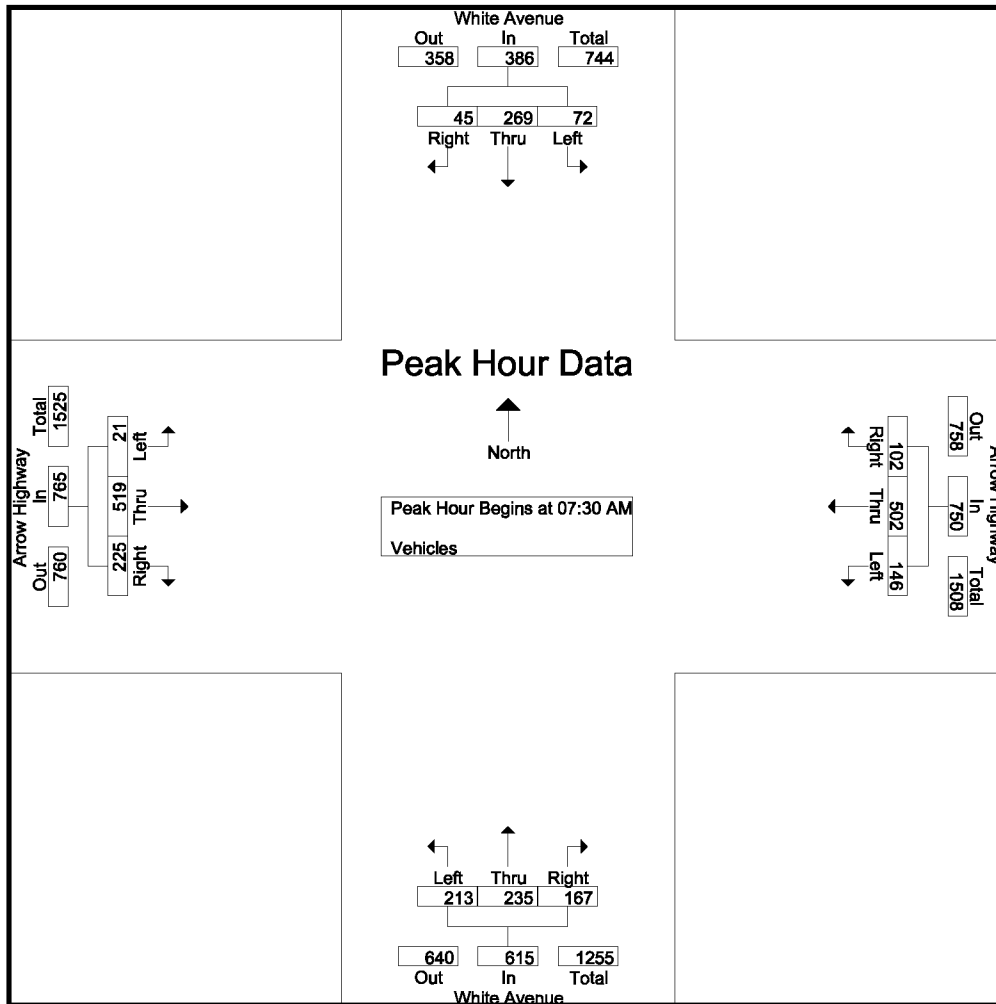 White Avenue
Out In Total
358 386 744
45 269 72
Right Thru Left
Peak Hour Data
North
Peak Hour Begins at 07:30 AM
Vehicles
Arrow Highway
Out In Total
760 765 1525
225 519 21
Right Thru Left
Arrow Highway
Out In Total
758 750 1508
102 502 146
Right Thru Left
Left Thru Right
213 235 167
640 615 1255
Out In Total
White Avenue